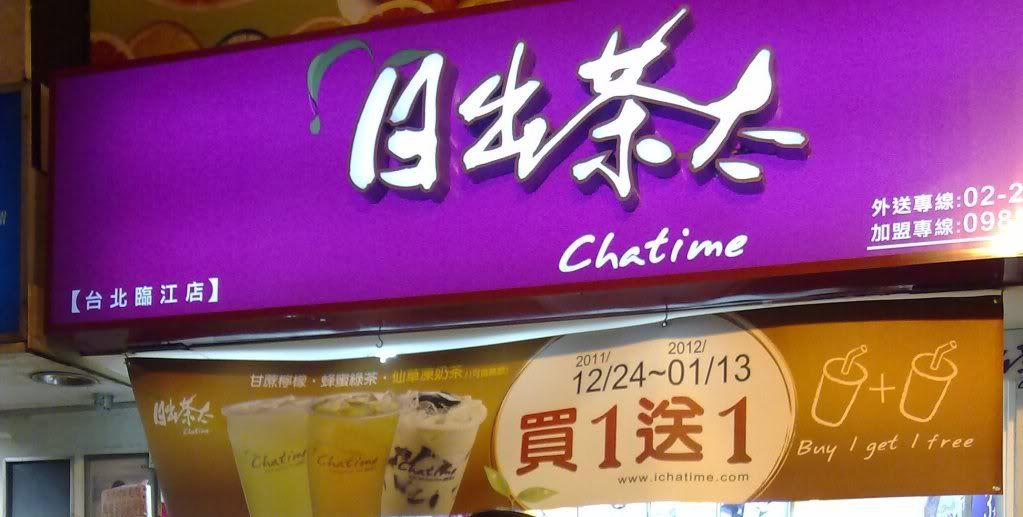 日出茶太
Chatime
外送專線:02-2
加盟專線:098
【台北臨江店】
甘蔗檸檬・蜂蜜綠茶・仙草凍奶茶
日出茶太
Chatime
Chatime
Chatime
Chatime
2011/ 2012/
12/24~01/13
買1送1
www.ichatime.com
Buy 1 get 1 free